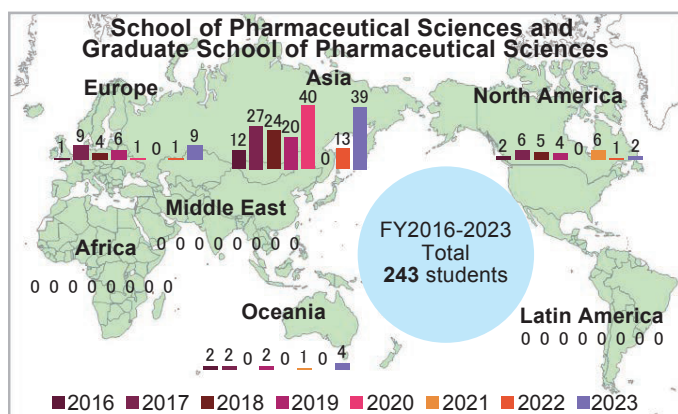 School of Pharmaceutical Sciences and
Graduate School of Pharmaceutical Sciences
Europe
1 9 4 6 1 0 1 9
Asia
12 27 24 20 40 0 13 39
North America
2 6 5 4 0 6 1 2
Middle East
0 0 0 0 0 0 0 0
Africa
0 0 0 0 0 0 0 0
FY2016-2023
Total
243 students
Oceania
2 2 0 2 0 1 0 4
Latin America
0 0 0 0 0 0 0 0
2016 2017 2018 2019 2020 2021 2022 2023